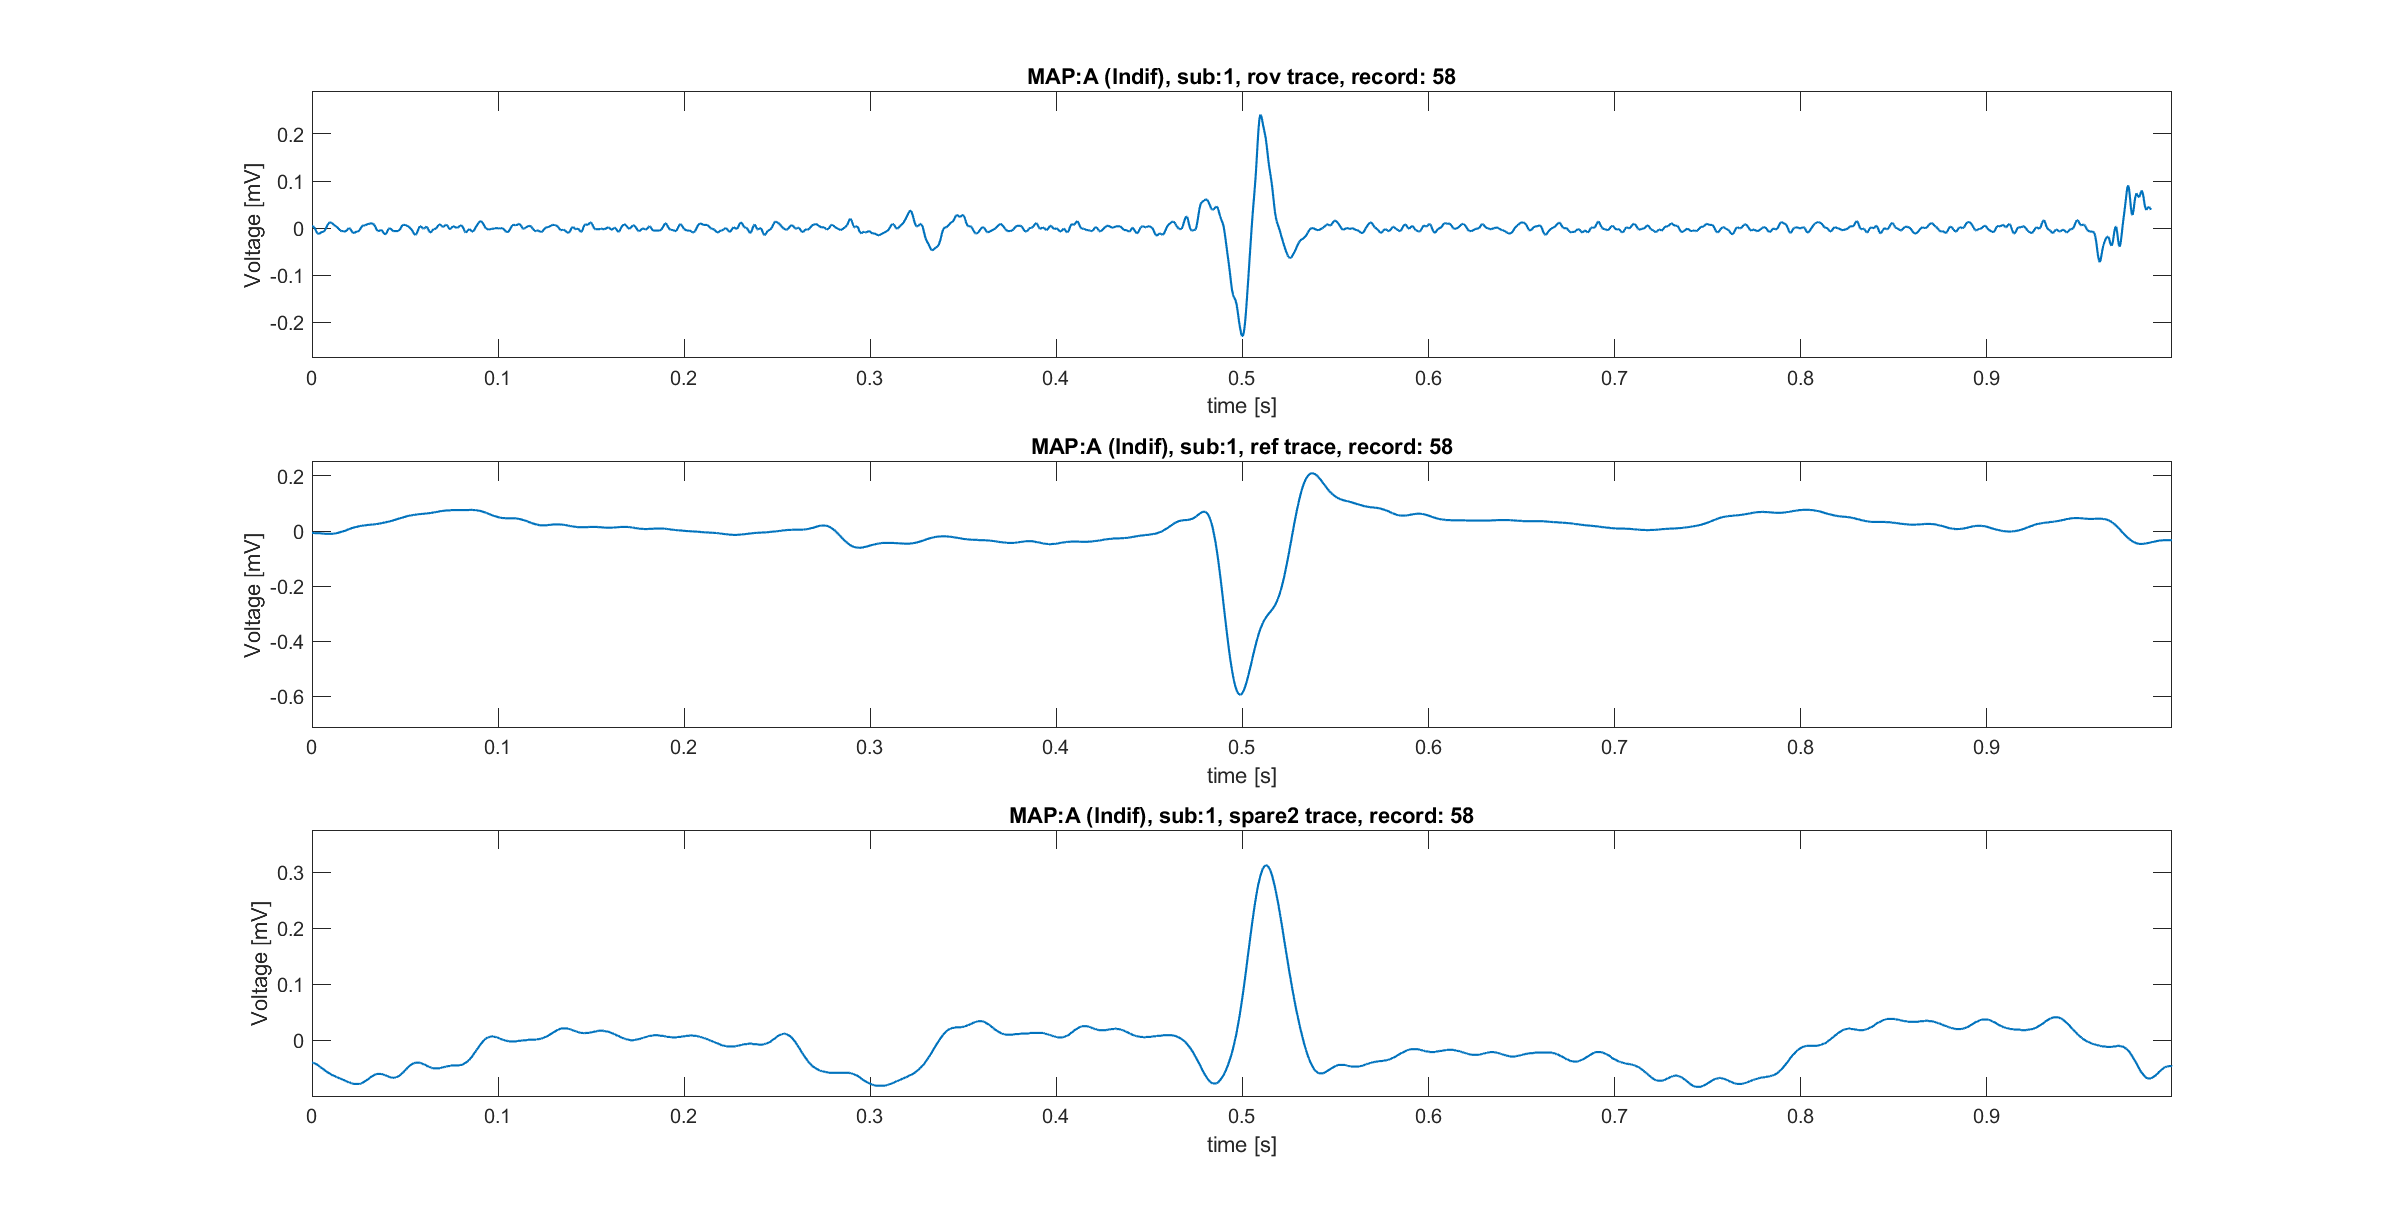 MAP:A (Indif), sub:1, rov trace, record: 58
Voltage [mV]
0.2
0.1
0
-0.1
-0.2
0 0.1 0.2 0.3 0.4 0.5 0.6 0.7 0.8 0.9
time [s]
MAP:A (Indif), sub:1, ref trace, record: 58
Voltage [mV]
0.2
0
-0.2
-0.4
-0.6
0 0.1 0.2 0.3 0.4 0.5 0.6 0.7 0.8 0.9
time [s]
MAP:A (Indif), sub:1, spare2 trace, record: 58
Voltage [mV]
0.3
0.2
0.1
0
0 0.1 0.2 0.3 0.4 0.5 0.6 0.7 0.8 0.9
time [s]